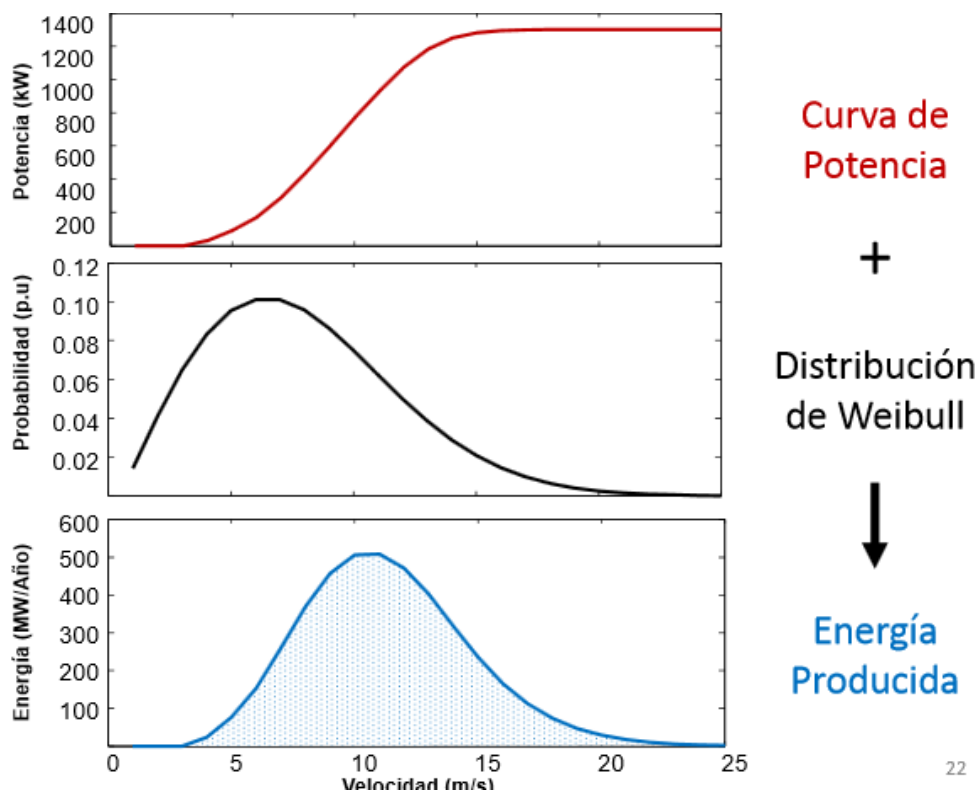 1400
1200
1000
800
600
400
200
Potencia (kW)
Curva de
Potencia
+
0.12
0.10
0.08
0.06
0.04
0.02
Probabilidad (p.u)
Distribución
de Weibull
600
500
400
300
200
100
Energía (MW/Año)
Energía
Producida
0 5 10 15 20 25
Velocidad (m/s)
22